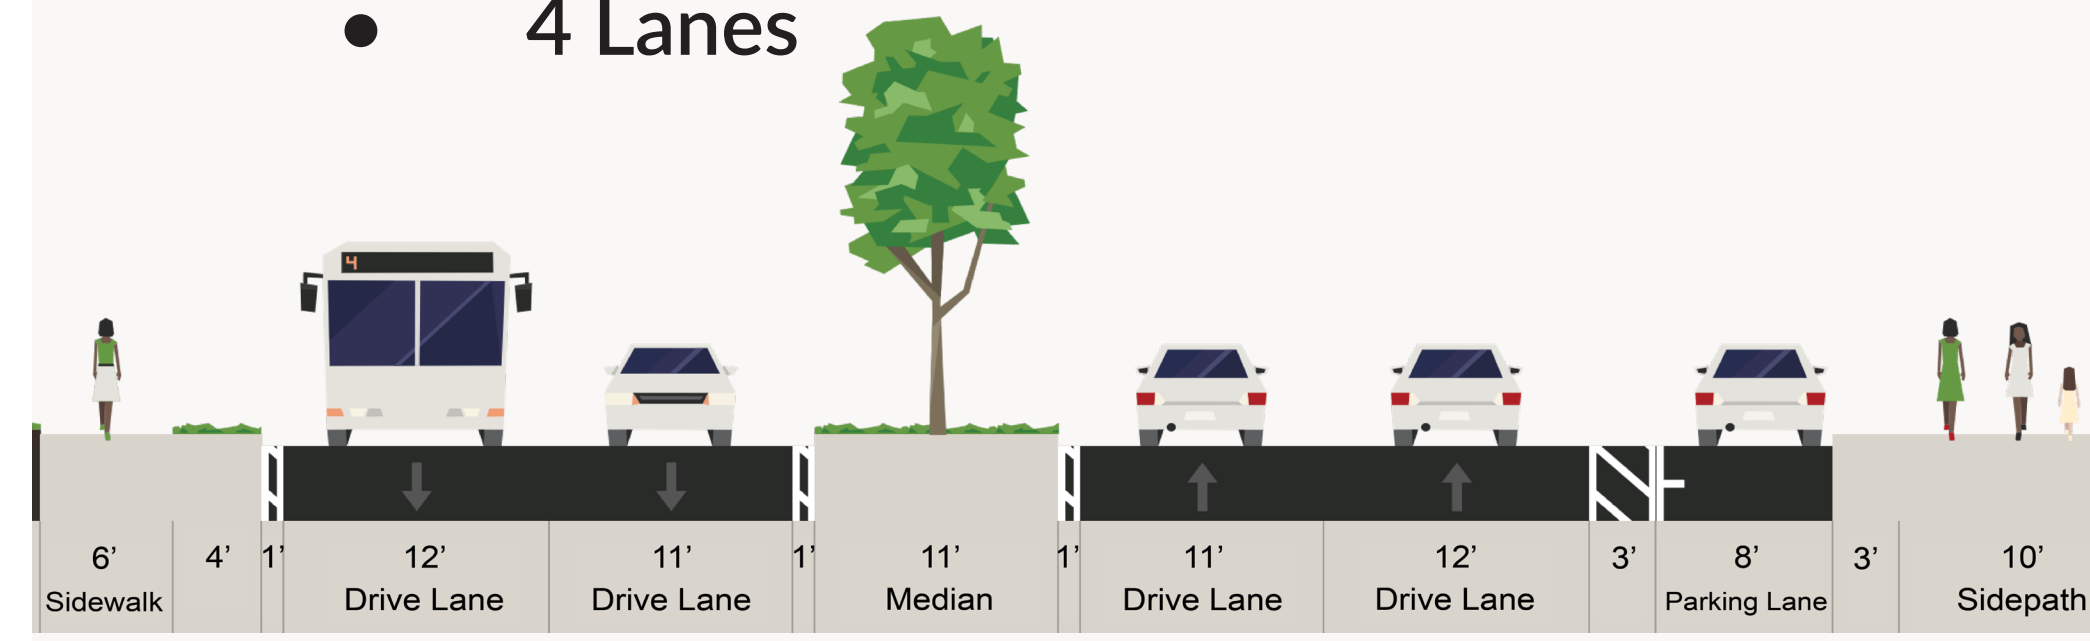 • 4 Lanes
4
6’ 4’ 1’ 12’ 11’ 1’ 11’ 1’ 11’ 12’ 3’ 8’ 3’ 10’
Sidewalk Drive Lane Drive Lane Median Drive Lane Drive Lane Parking Lane Sidepath